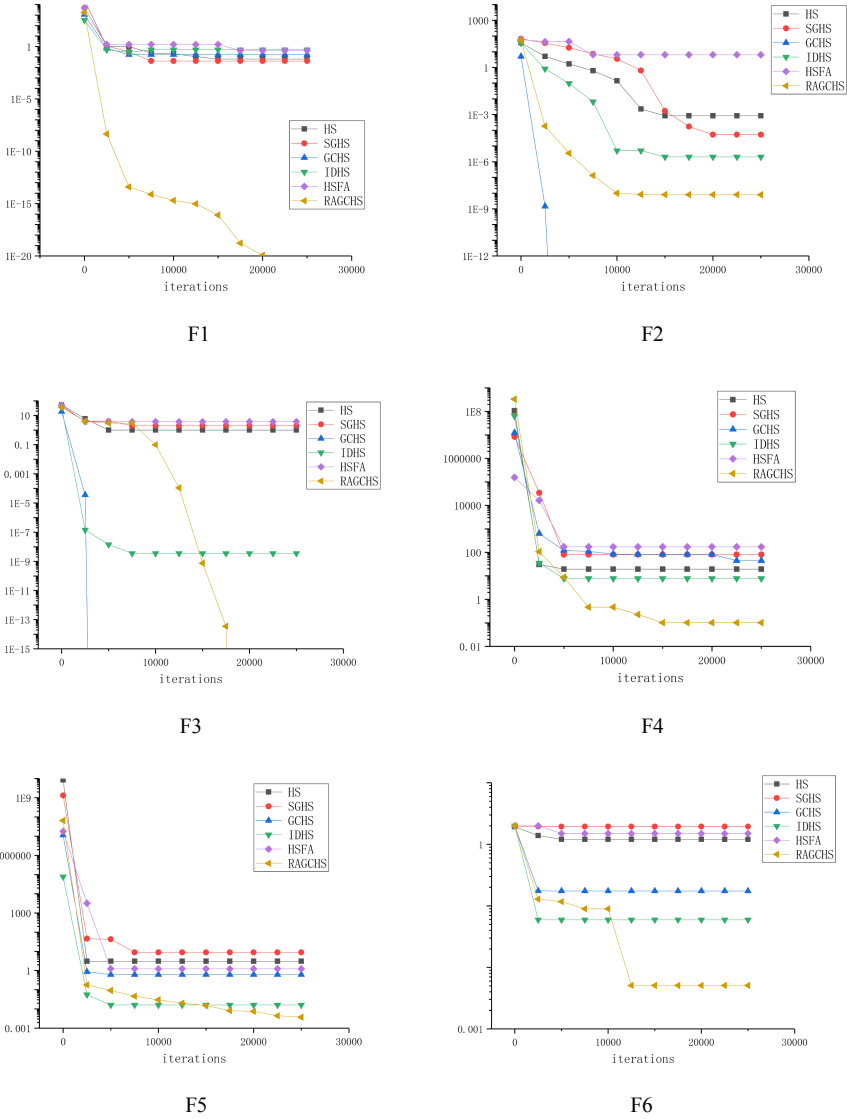 1
1E-5
1E-10
1E-15
1E-20
0
10000
20000
30000
iterations
HS
SGHS
GCHS
IDHS
HSFA
RAGCHS
F1
1000
1
1E-3
1E-6
1E-9
1E-12
0
10000
20000
30000
iterations
HS
SGHS
GCHS
IDHS
HSFA
RAGCHS
F2
10
0.1
0.001
1E-5
1E-7
1E-9
1E-11
1E-13
1E-15
0
10000
20000
30000
iterations
HS
SGHS
GCHS
IDHS
HSFA
RAGCHS
F3
1E8
1000000
10000
100
1
0.01
0
10000
20000
30000
iterations
HS
SGHS
GCHS
IDHS
HSFA
RAGCHS
F4
1E9
000000
1000
1
0.001
0
10000
20000
30000
iterations
HS
SGHS
GCHS
IDHS
HSFA
RAGCHS
F5
1
0.001
0
10000
20000
30000
iterations
HS
SGHS
GCHS
IDHS
HSFA
RAGCHS
F6